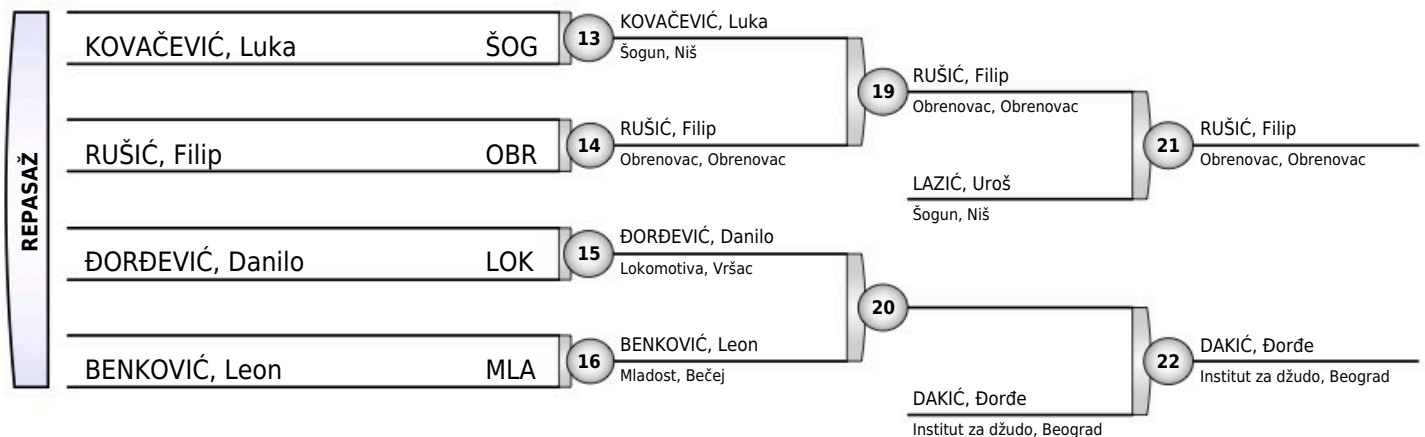 REPASAŽ
KOVAČEVIĆ, Luka ŠOG
RUŠIĆ, Filip OBR
ĐORĐEVIĆ, Danilo LOK
BENKOVIĆ, Leon MLA
13
KOVAČEVIĆ, Luka
Šogun, Niš
14
RUŠIĆ, Filip
Obrenovac, Obrenovac
15
ĐORĐEVIĆ, Danilo
Lokomotiva, Vršac
16
BENKOVIĆ, Leon
Mladost, Bečej
19
RUŠIĆ, Filip
Obrenovac, Obrenovac
LAZIĆ, Uroš
Šogun, Niš
20
DAKIĆ, Đorđe
Institut za džudo, Beograd
21
RUŠIĆ, Filip
Obrenovac, Obrenovac
22
DAKIĆ, Đorđe
Institut za džudo, Beograd